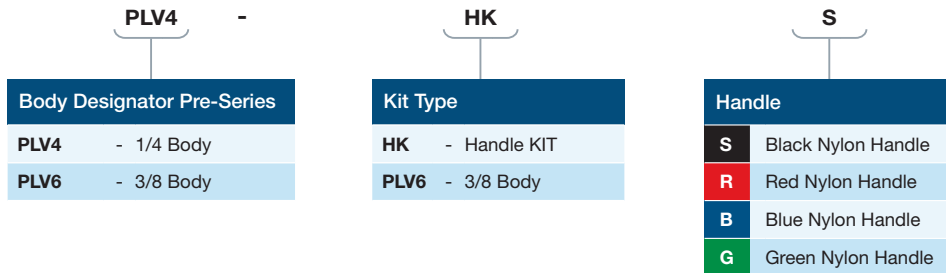 PLV4 - HK S
Body Designator Pre-Series
PLV4 - 1/4 Body
PLV6 - 3/8 Body
Kit Type
HK - Handle KIT
PLV6 - 3/8 Body
Handle
S Black Nylon Handle
R Red Nylon Handle
B Blue Nylon Handle
G Green Nylon Handle